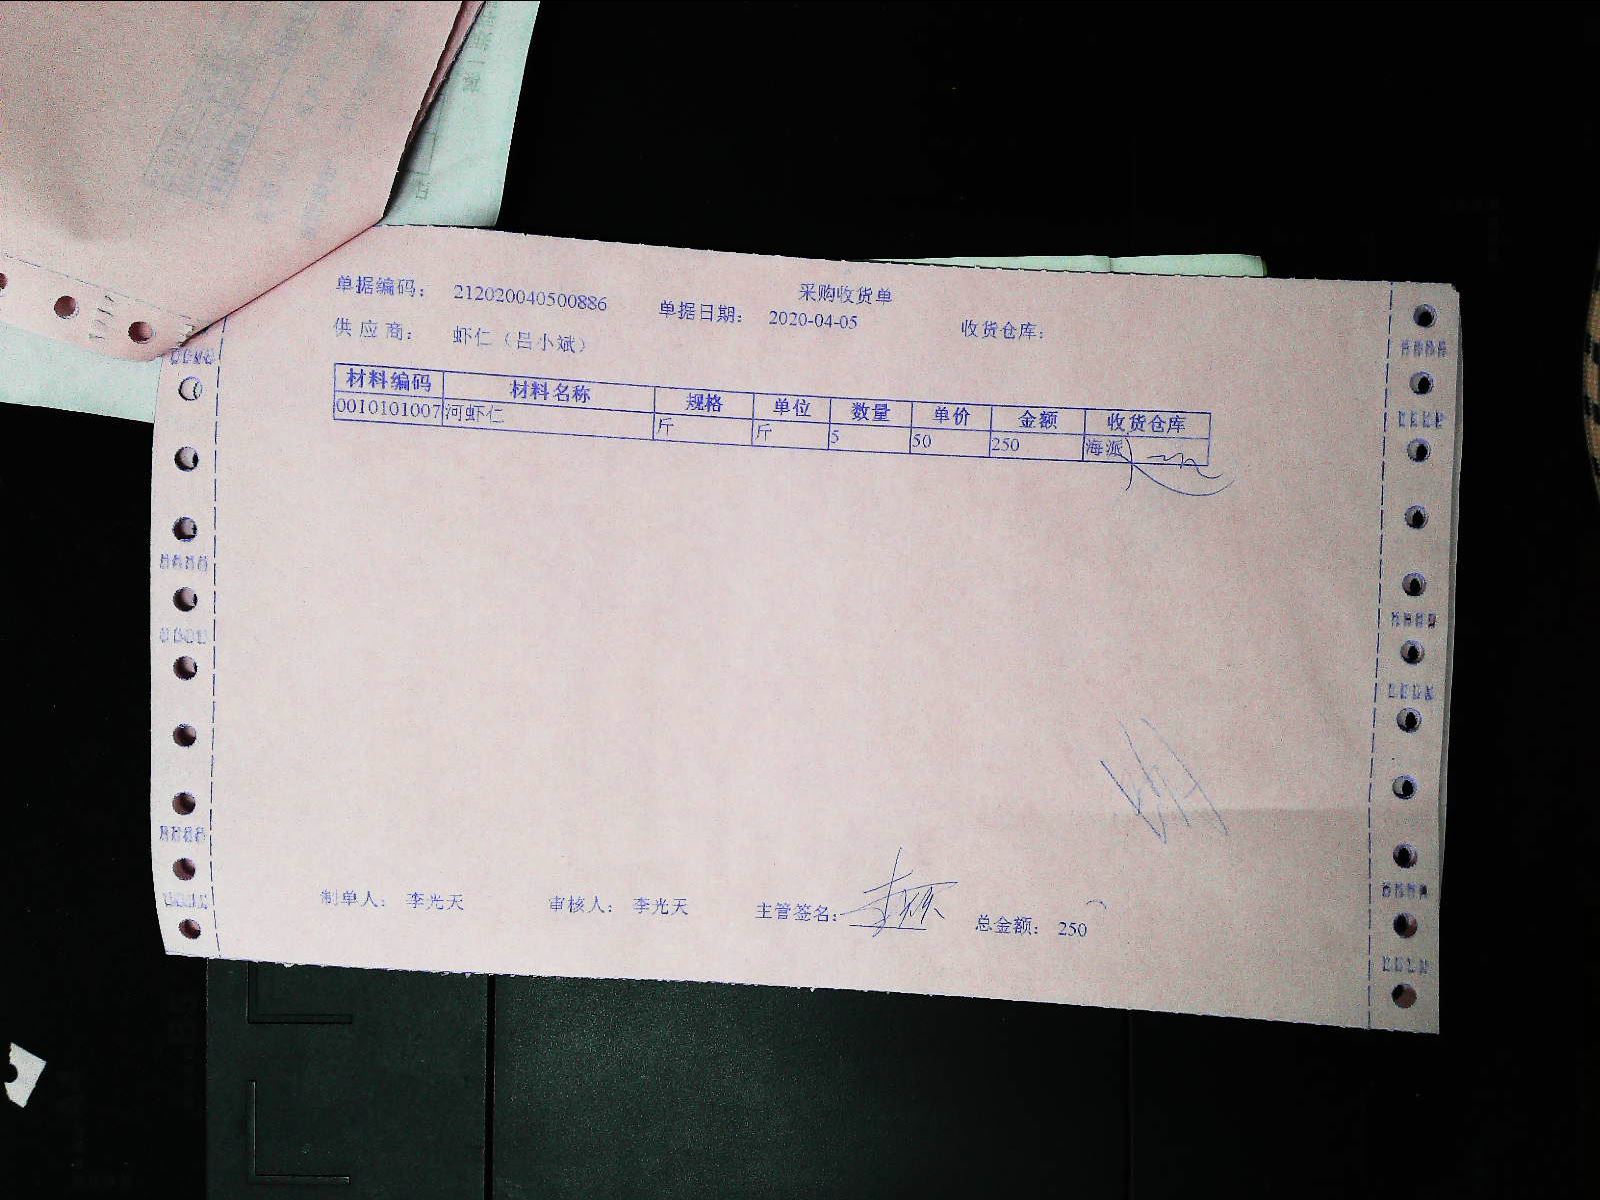 采购收货单
单据编码： 212020040500886 单据日期： 2020-04-05 收货仓库：
供应商： 虾仁（吕小斌）
材料编码 材料名称 规格 单位 数量 单价 金额 收货仓库
0010101007 河虾仁 斤 斤 5 50 250 海派
制单人： 李光天 审核人： 李光天 主管签名： 总金额： 250